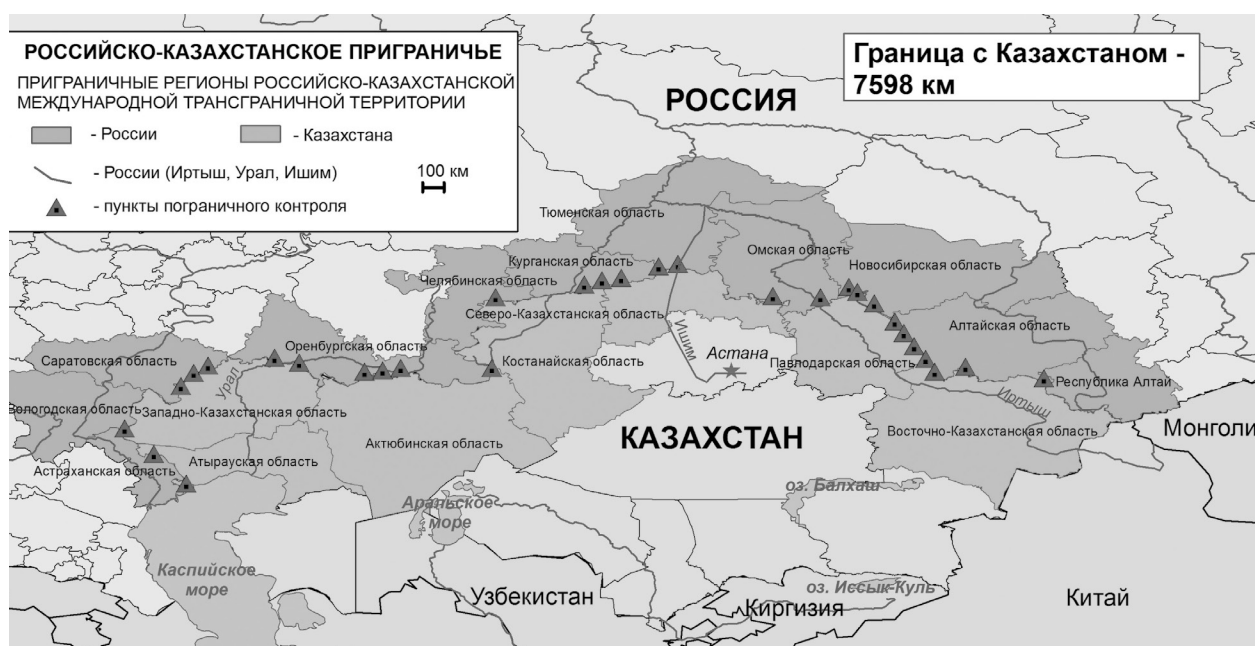 РОССИЙСКО-КАЗАХСТАНСКОЕ ПРИГРАНИЧЬЕ
ПРИГРАНИЧНЫЕ РЕГИОНЫ РОССИЙСКО-КАЗАХСТАНСКОЙ
МЕЖДУНАРОДНОЙ ТРАНСГРАНИЧНОЙ ТЕРРИТОРИИ
- России
- Казахстана
- России (Иртыш, Урал, Ишим)
100 км
- пункты пограничного контроля
Граница с Казахстаном -
7598 км
РОССИЯ
Тюменская область
Омская область
Курганская область
Новосибирская область
Челябинская область
Северо-Казахстанская область
Алтайская область
Оренбургская область
Ишим
Астана
Саратовская область
Костанайская область
Павлодарская область
Урал
Республика Алтай
Вологодская область
Западно-Казахстанская область
Иртыш
КАЗАХСТАН
Восточно-Казахстанская область
Монголи
Актюбинская область
Атырауская область
Астраханская область
оз. Балхаш
Аральское
море
Каспийское
море
Узбекистан
оз. Иссык-Куль
Киргизия
Китай